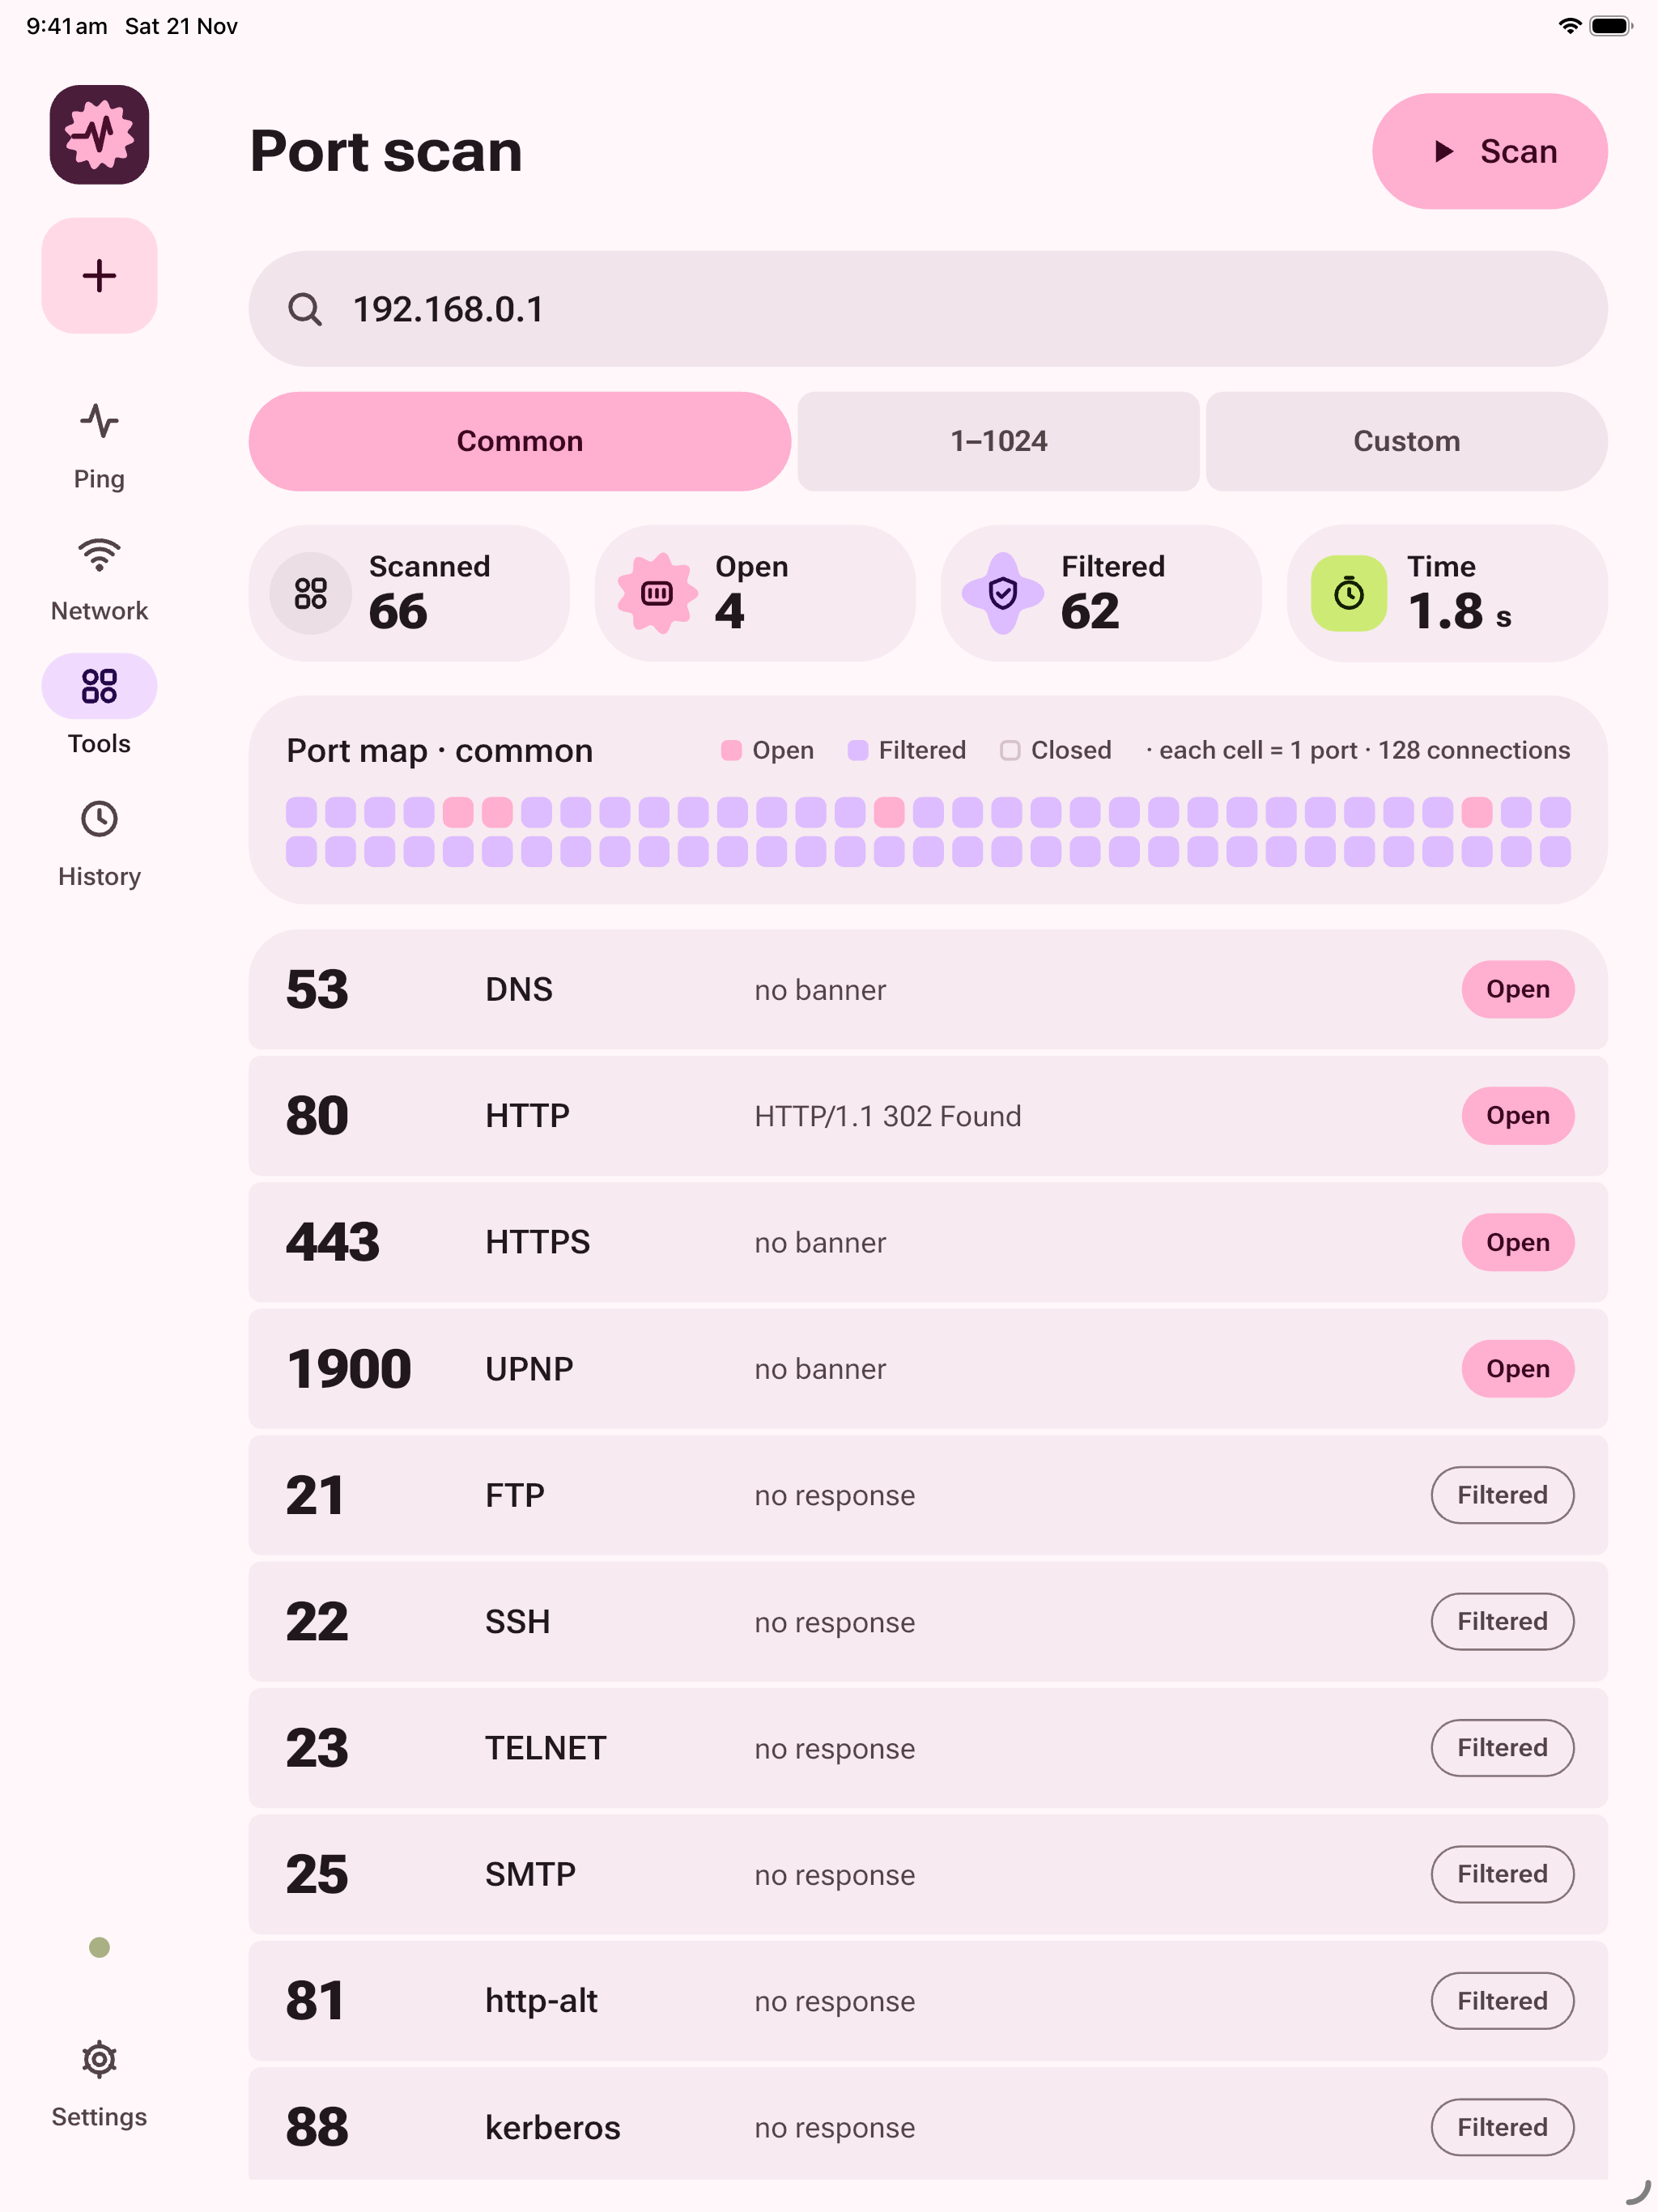 9:41 am Sat 21 Nov
Port scan
Scan
192.168.0.1
Common 1–1024 Custom
Scanned
66
Open
4
Filtered
62
Time
1.8 s
Ping
Network
Tools
History
Settings
Port map · common Open Filtered Closed · each cell = 1 port · 128 connections
53 DNS no banner Open
80 HTTP HTTP/1.1 302 Found Open
443 HTTPS no banner Open
1900 UPNP no banner Open
21 FTP no response Filtered
22 SSH no response Filtered
23 TELNET no response Filtered
25 SMTP no response Filtered
81 http-alt no response Filtered
88 kerberos no response Filtered